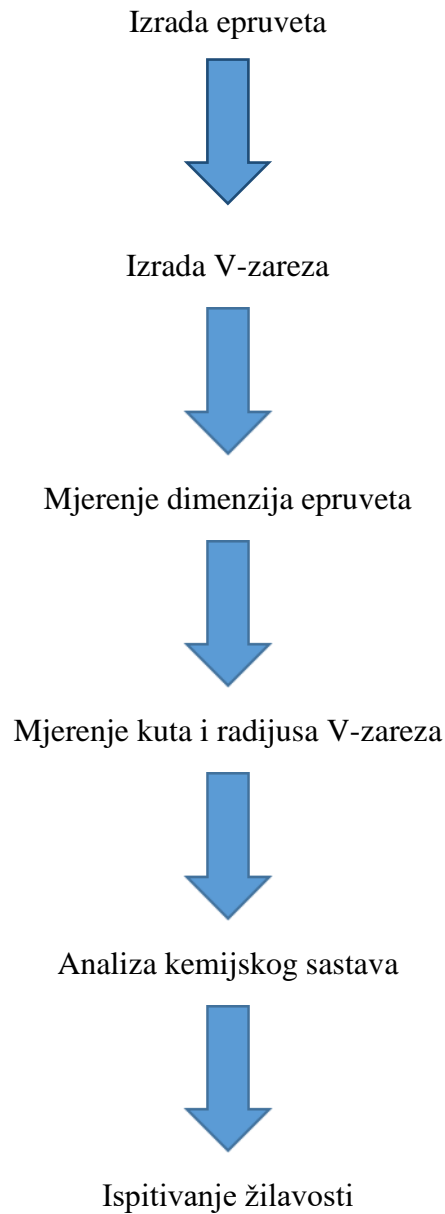 Izrada epruveta
Izrada V-zareza
Mjerenje dimenzija epruveta
Mjerenje kuta i radijusa V-zareza
Analiza kemijskog sastava
Ispitivanje žilavosti